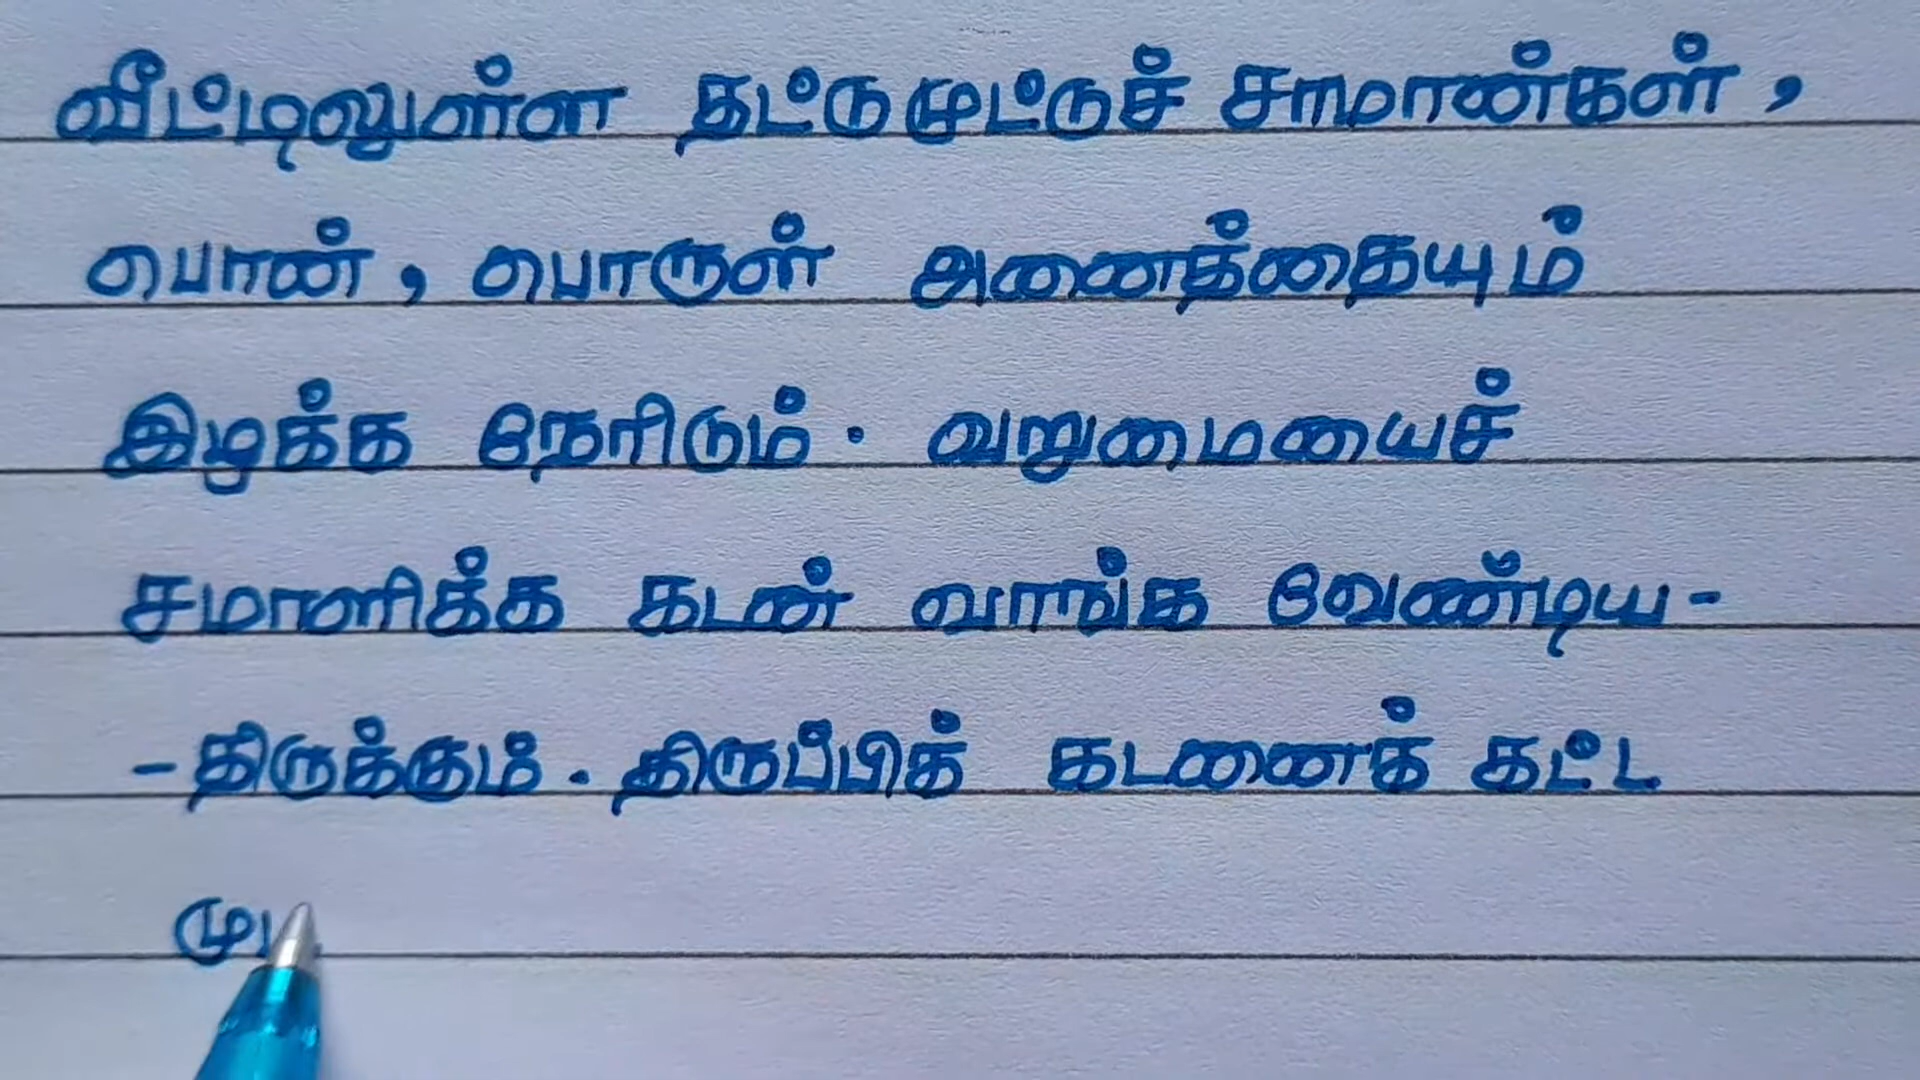 வீட்டிலுள்ள தட்டுமுட்டுச் சாமான்கள்,
பொன், பொருள் அனைத்தையும்
இழக்க நேரிடும். வறுமையைச்
சமாளிக்க கடன் வாங்க வேண்டிய-
-திருக்கும். திருப்பிக் கடனைக் கட்ட
மு